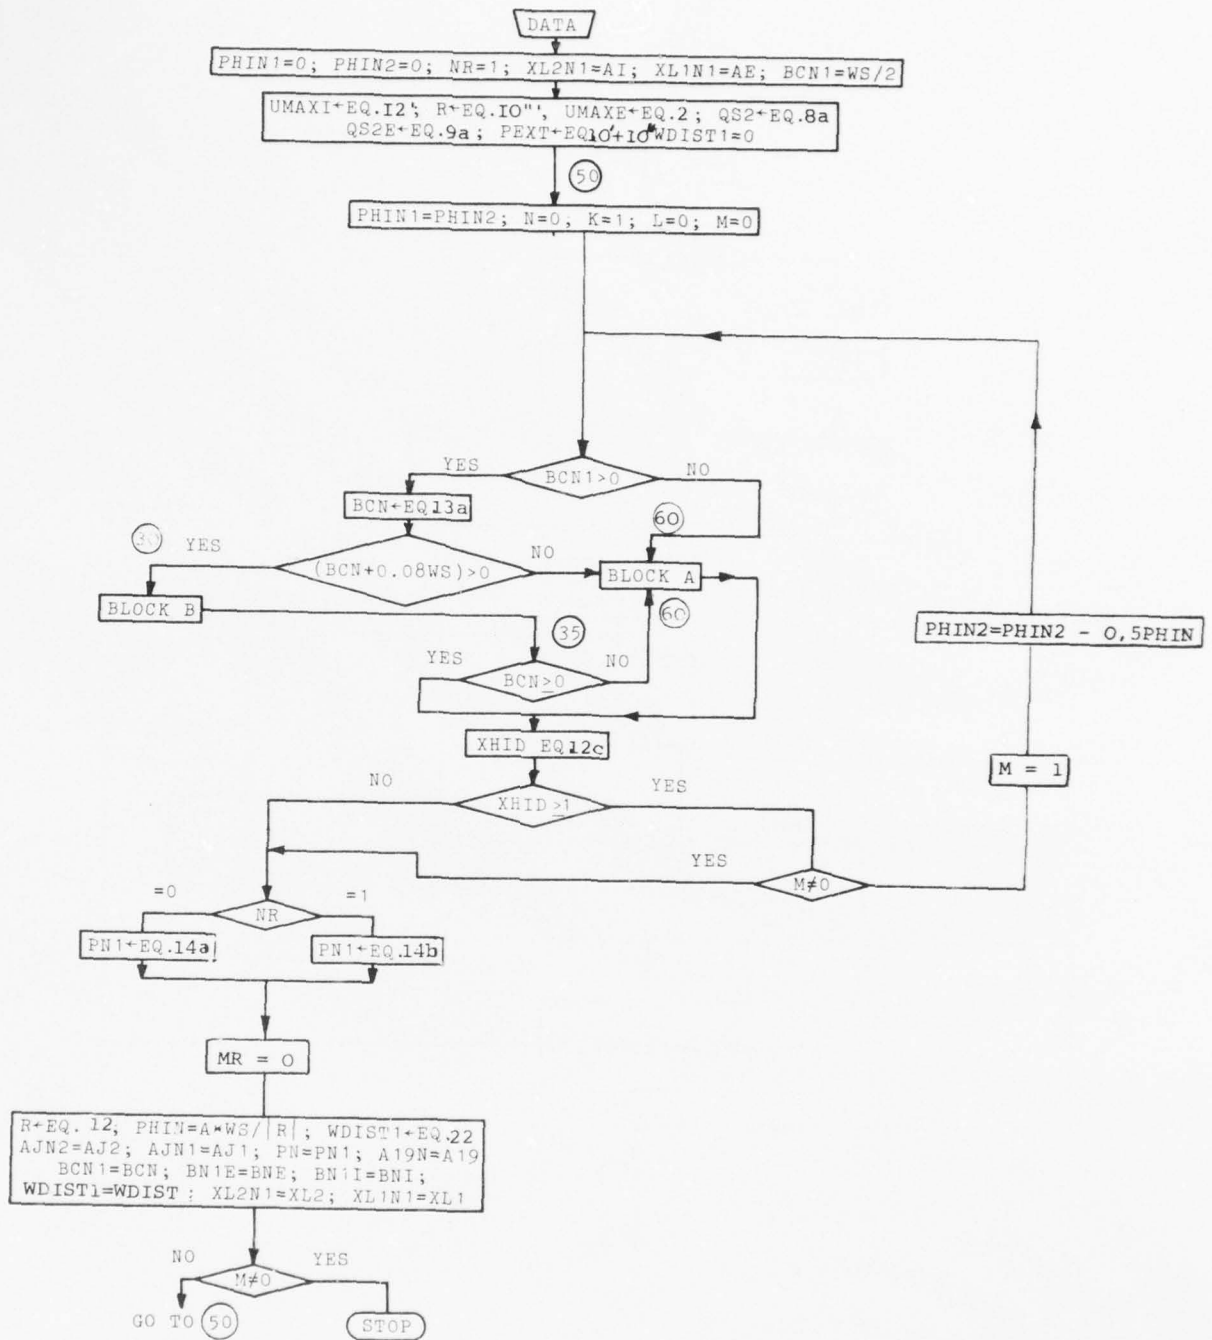 DATA
PHIN1=0; PHIN2=0; NR=1; XL2N1=AI; XL1N1=AE; BCN1=WS/2
UMAXI←EQ.12'; R←EQ.10"', UMAXE←EQ.2; QS2←EQ.8a
QS2E←EQ.9a; PEXT←EQ10'+10" WDIST1=0
50
PHIN1=PHIN2; N=0; K=1; L=0; M=0
YES
BCN1>0
NO
BCN←EQ.13a
60
30
YES
(BCN+0.08WS)>0
NO
BLOCK A
BLOCK B
60
35
PHIN2=PHIN2 - 0,5PHIN
YES
BCN≥0
NO
XHID EQ.12c
M = 1
NO
XHID≥1
YES
YES
M≠0
=0
NR
=1
PN1←EQ.14a
PN1←EQ.14b
MR = 0
R←EQ. 12; PHIN=A*WS/|R|; WDIST1←EQ.22
AJN2=AJ2; AJN1=AJ1; PN=PN1; A19N=A19
BCN1=BCN; BN1E=BNE; BN1I=BNI;
WDIST1=WDIST; XL2N1=XL2; XL1N1=XL1
NO
M≠0
YES
GO TO 50
STOP